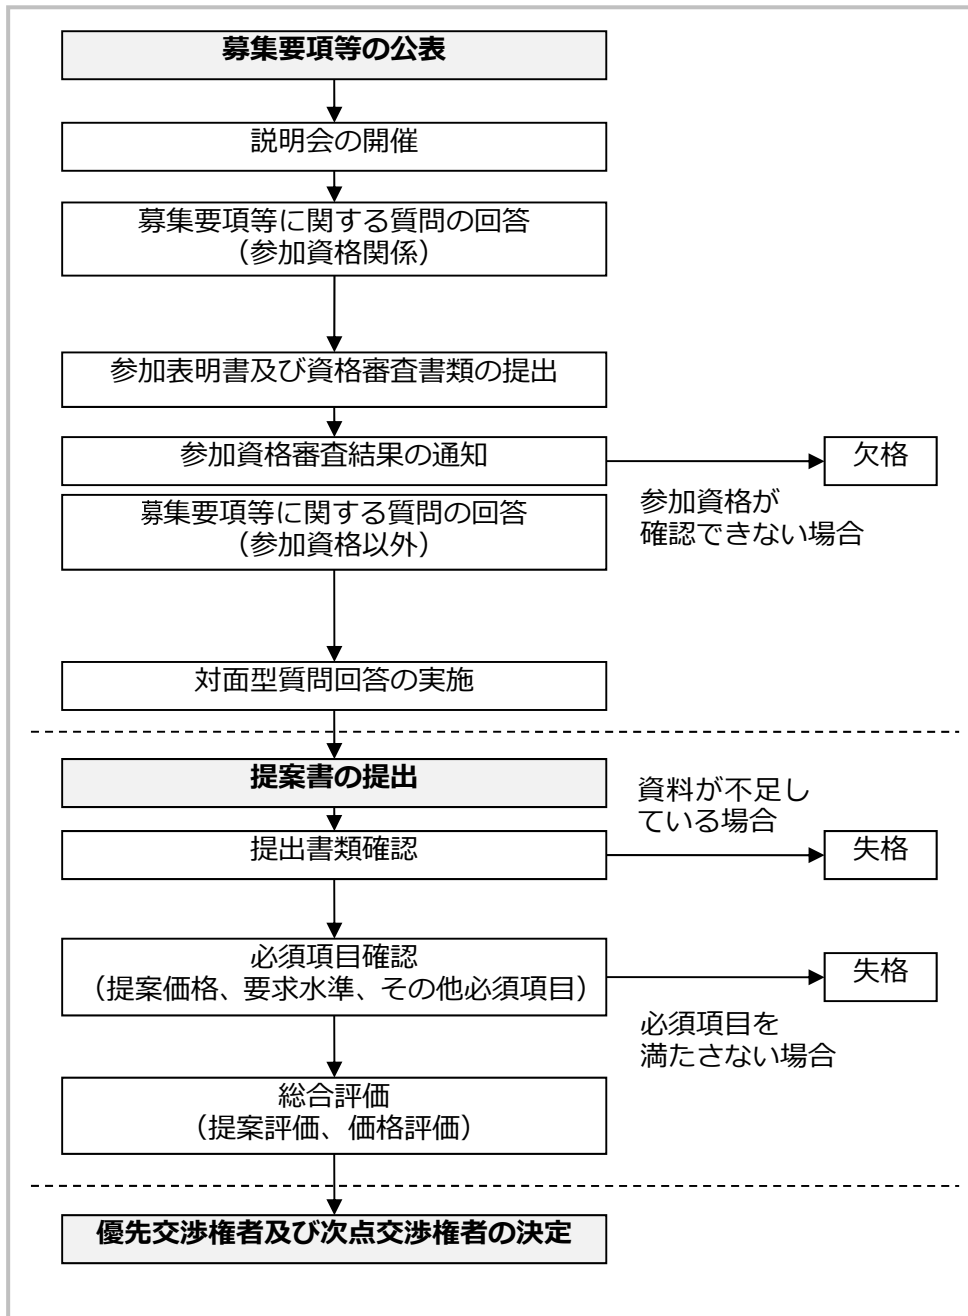 募集要項等の公表
説明会の開催
募集要項等に関する質問の回答
（参加資格関係）
参加表明書及び資格審査書類の提出
参加資格審査結果の通知
欠格
参加資格が
確認できない場合
募集要項等に関する質問の回答
（参加資格以外）
対面型質問回答の実施
提案書の提出
資料が不足し
ている場合
提出書類確認
失格
必須項目確認
（提案価格、要求水準、その他必須項目）
失格
必須項目を
満たさない場合
総合評価
（提案評価、価格評価）
優先交渉権者及び次点交渉権者の決定